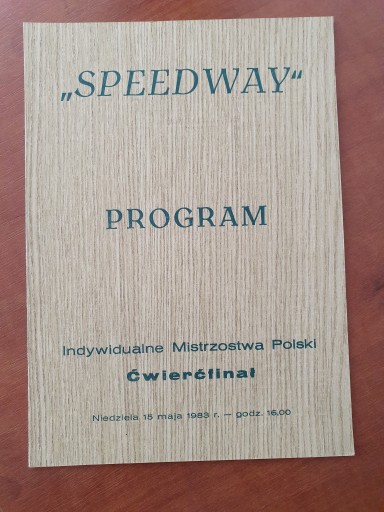 „SPEEDWAY“
PROGRAM
Indywidualne Mistrzostwa Polski
Ćwierćfinał
Niedziela 15 maja 1983 r. — godz. 16,00